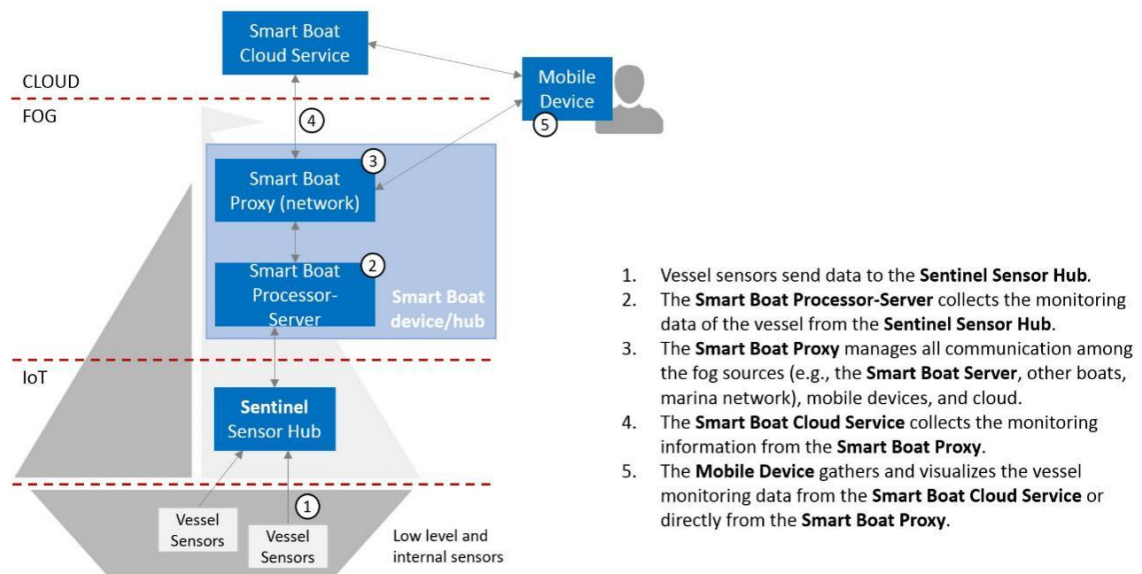 Smart Boat
Cloud Service
Mobile
Device
CLOUD
FOG
4
5
3
Smart Boat
Proxy (network)
2
Smart Boat
Processor-
Server
Smart Boat
device/hub
IoT
Sentinel
Sensor Hub
1
Vessel
Sensors
Vessel
Sensors
Low level and
internal sensors
1. Vessel sensors send data to the Sentinel Sensor Hub.
2. The Smart Boat Processor-Server collects the monitoring
data of the vessel from the Sentinel Sensor Hub.
3. The Smart Boat Proxy manages all communication among
the fog sources (e.g., the Smart Boat Server, other boats,
marina network), mobile devices, and cloud.
4. The Smart Boat Cloud Service collects the monitoring
information from the Smart Boat Proxy.
5. The Mobile Device gathers and visualizes the vessel
monitoring data from the Smart Boat Cloud Service or
directly from the Smart Boat Proxy.